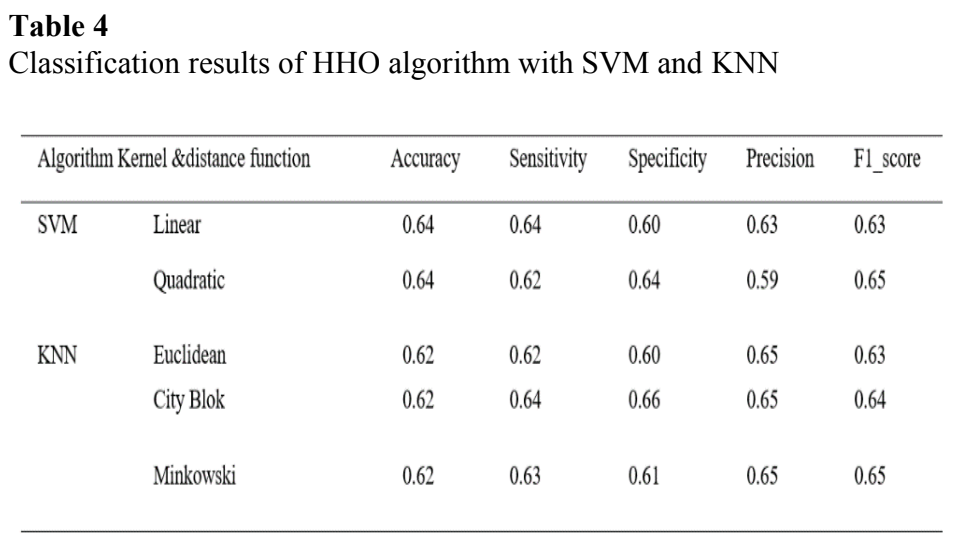 Table 4
Classification results of HHO algorithm with SVM and KNN
Algorithm Kernel &distance function Accuracy Sensitivity Specificity Precision F1_score
SVM Linear 0.64 0.64 0.60 0.63 0.63
Quadratic 0.64 0.62 0.64 0.59 0.65
KNN Euclidean 0.62 0.62 0.60 0.65 0.63
City Blok 0.62 0.64 0.66 0.65 0.64
Minkowski 0.62 0.63 0.61 0.65 0.65